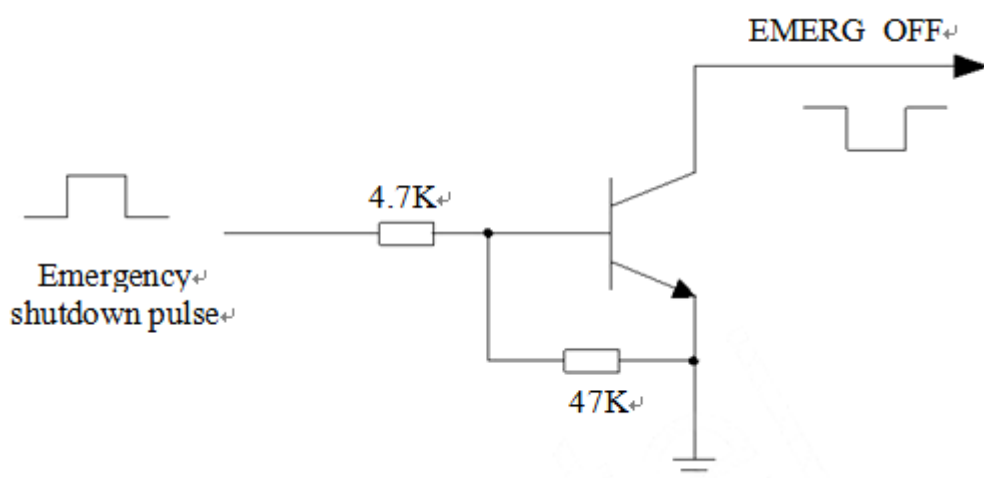 EMERG OFF↵
4.7K↵
Emergency↵
shutdown pulse↵
47K↵